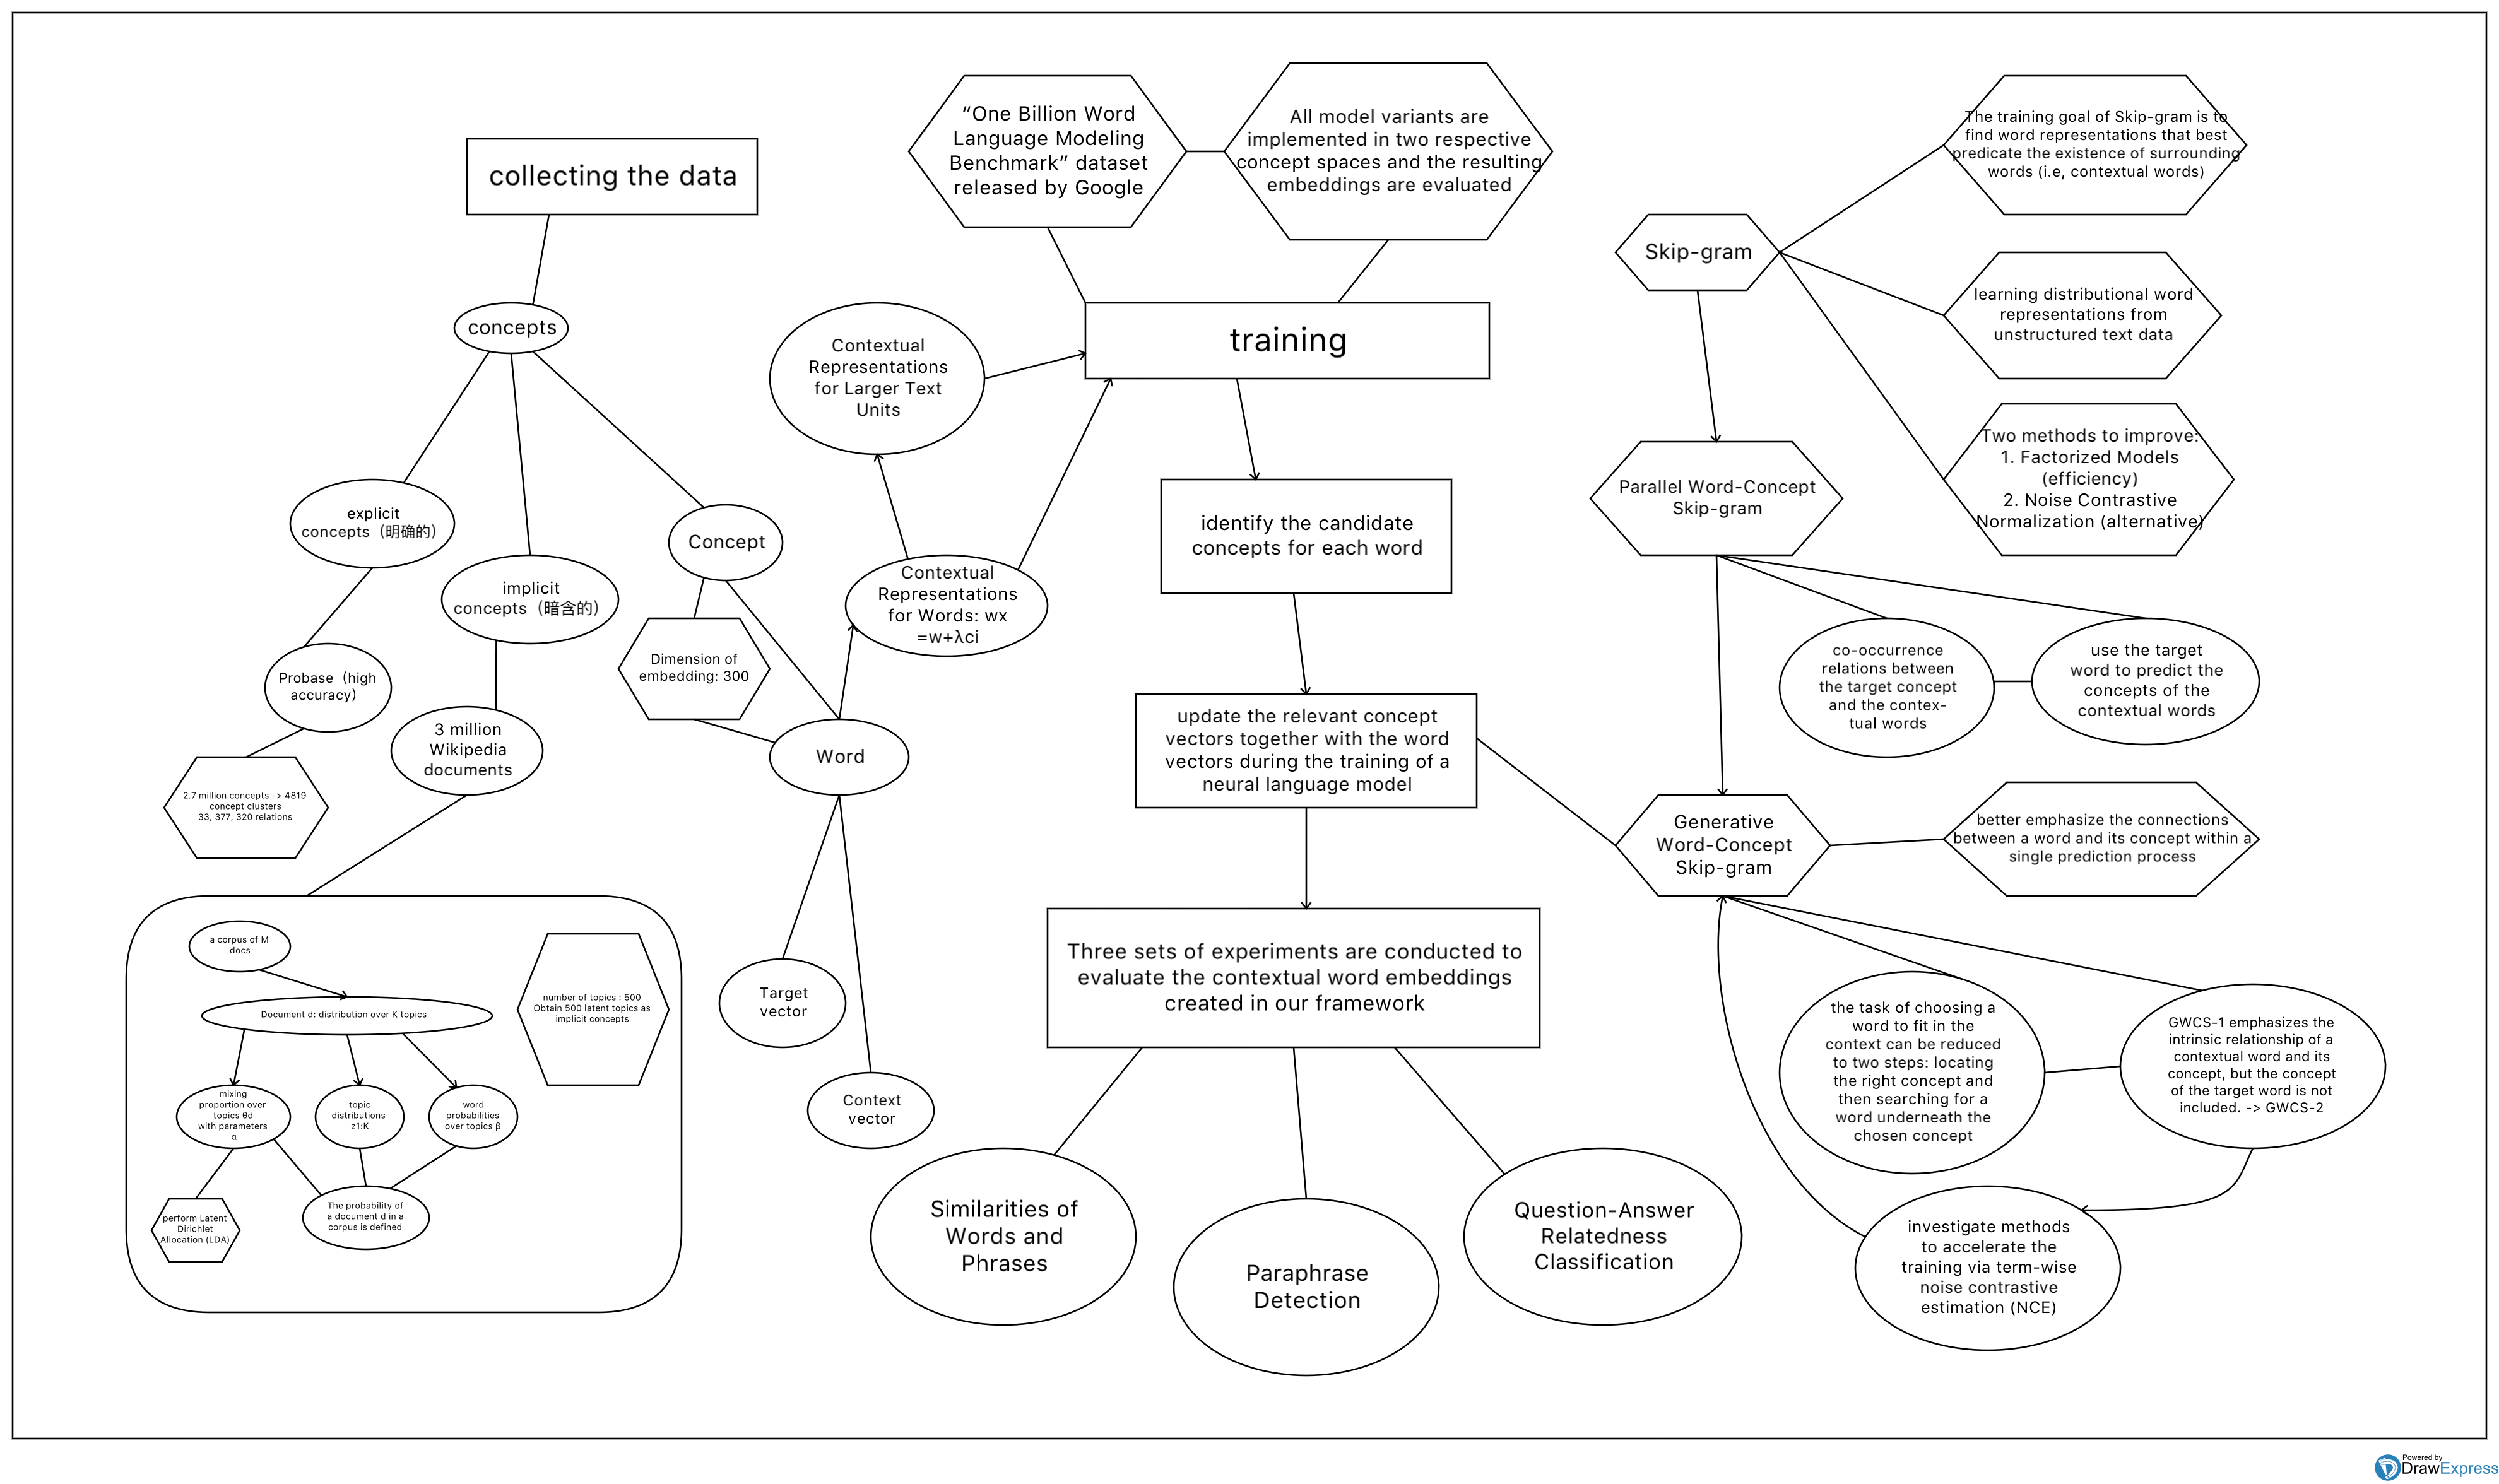 collecting the data
concepts
explicit
concepts（明确的）
implicit
concepts（暗含的）
Concept
Probase（high
accuracy）
3 million
Wikipedia
documents
2.7 million concepts -> 4819
concept clusters
33, 377, 320 relations
Dimension of
embedding: 300
Word
Target
vector
Context
vector
a corpus of M
docs
Document d: distribution over K topics
number of topics : 500
Obtain 500 latent topics as
implicit concepts
mixing
proportion over
topics θd
with parameters
α
topic
distributions
z1:K
word
probabilities
over topics β
perform Latent
Dirichlet
Allocation (LDA)
The probability of
a document d in a
corpus is defined
“One Billion Word
Language Modeling
Benchmark” dataset
released by Google
All model variants are
implemented in two respective
concept spaces and the resulting
embeddings are evaluated
Contextual
Representations
for Larger Text
Units
training
Contextual
Representations
for Words: wx
=w+λci
identify the candidate
concepts for each word
update the relevant concept
vectors together with the word
vectors during the training of a
neural language model
Three sets of experiments are conducted to
evaluate the contextual word embeddings
created in our framework
Similarities of
Words and
Phrases
Paraphrase
Detection
Question-Answer
Relatedness
Classification
Skip-gram
The training goal of Skip-gram is to
find word representations that best
predicate the existence of surrounding
words (i.e, contextual words)
learning distributional word
representations from
unstructured text data
Two methods to improve:
1. Factorized Models
(efficiency)
2. Noise Contrastive
Normalization (alternative)
Parallel Word-Concept
Skip-gram
co-occurrence
relations between
the target concept
and the contex-
tual words
use the target
word to predict the
concepts of the
contextual words
Generative
Word-Concept
Skip-gram
better emphasize the connections
between a word and its concept within a
single prediction process
the task of choosing a
word to fit in the
context can be reduced
to two steps: locating
the right concept and
then searching for a
word underneath the
chosen concept
GWCS-1 emphasizes the
intrinsic relationship of a
contextual word and its
concept, but the concept
of the target word is not
included. -> GWCS-2
investigate methods
to accelerate the
training via term-wise
noise contrastive
estimation (NCE)
Powered by
DrawExpress